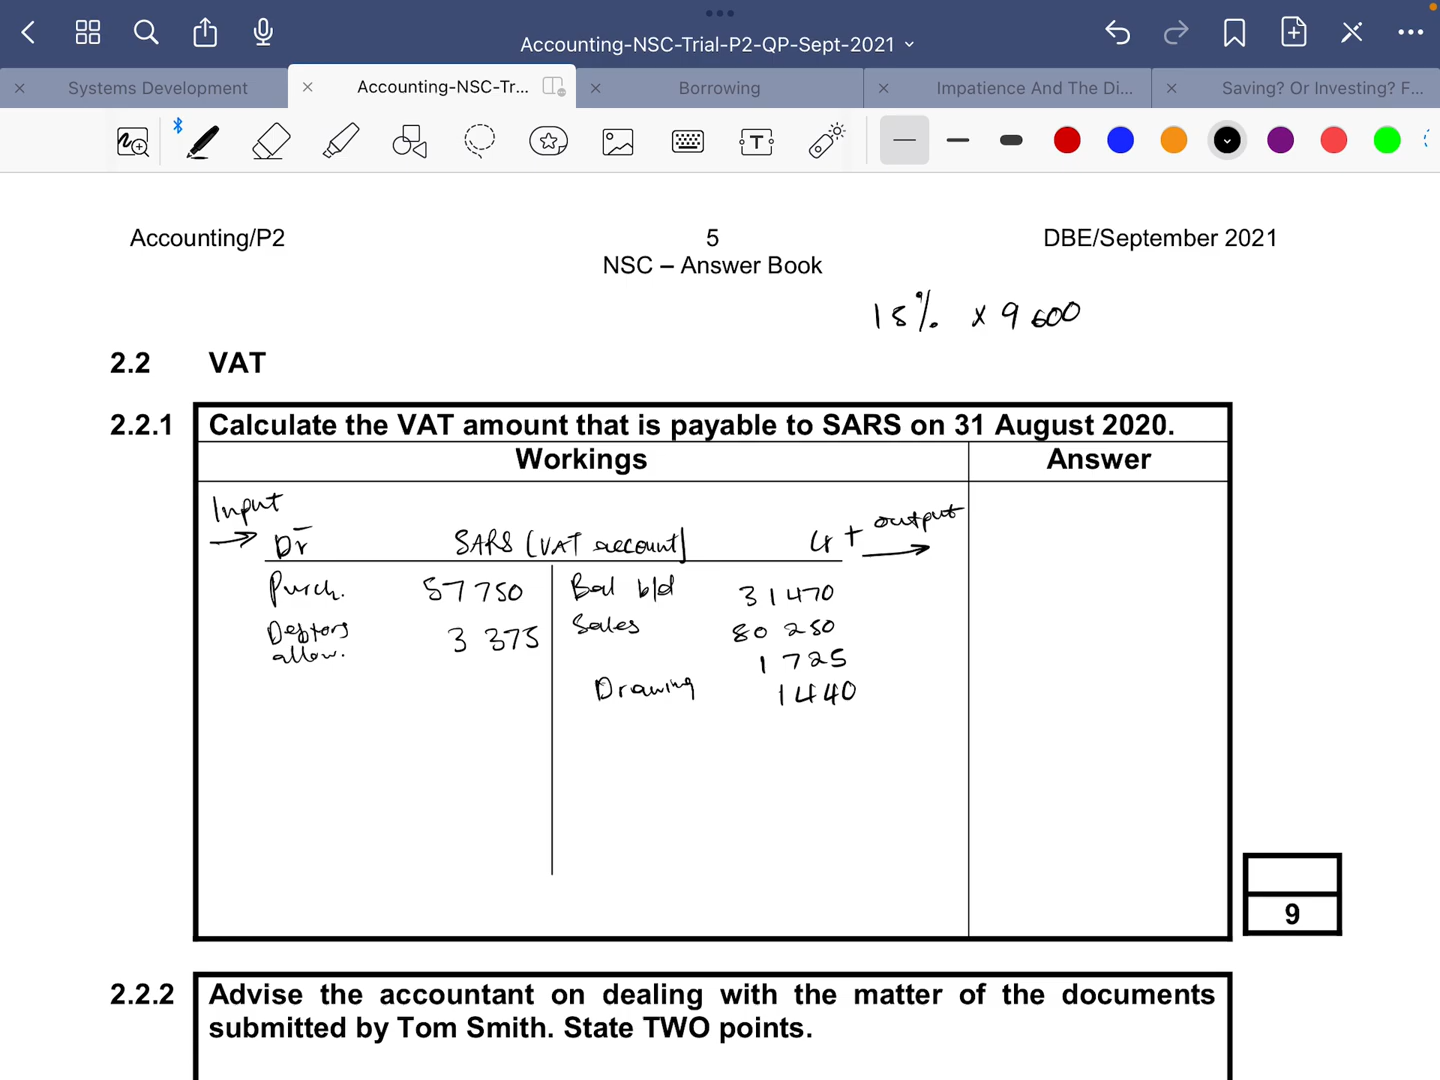 Accounting-NSC-Trial-P2-QP-Sept-2021
Systems Development
Accounting-NSC-Tr...
Borrowing
Impatience And The Di...
Saving? Or Investing? F...
T
Accounting/P2
5
DBE/September 2021
NSC – Answer Book
15% x 9 600
2.2 VAT
2.2.1 Calculate the VAT amount that is payable to SARS on 31 August 2020.
Workings
Answer
Input
output
Dr - SARS (VAT account) Cr +
Purch. 57 750 Bal b/d 31 470
Debtors allow. 3 375 Sales 80 250
1 725
Drawing 1 440
9
2.2.2 Advise the accountant on dealing with the matter of the documents
submitted by Tom Smith. State TWO points.